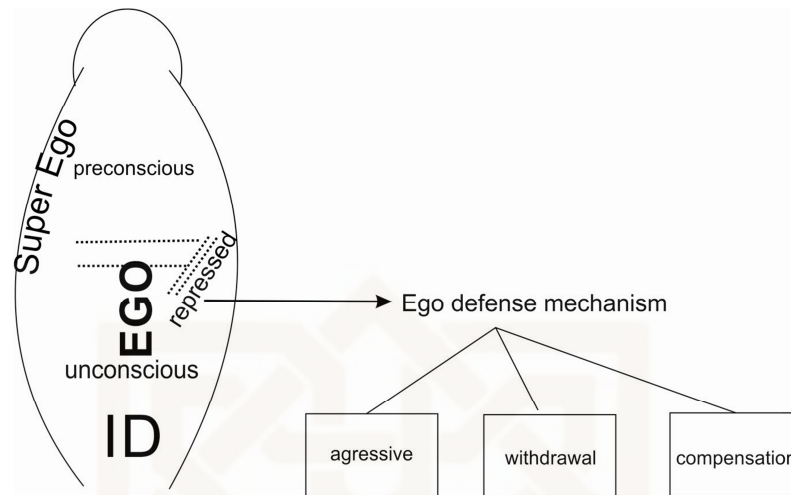 Super Ego
preconscious
repressed
EGO
Ego defense mechanism
unconscious
ID
agressive
withdrawal
compensation